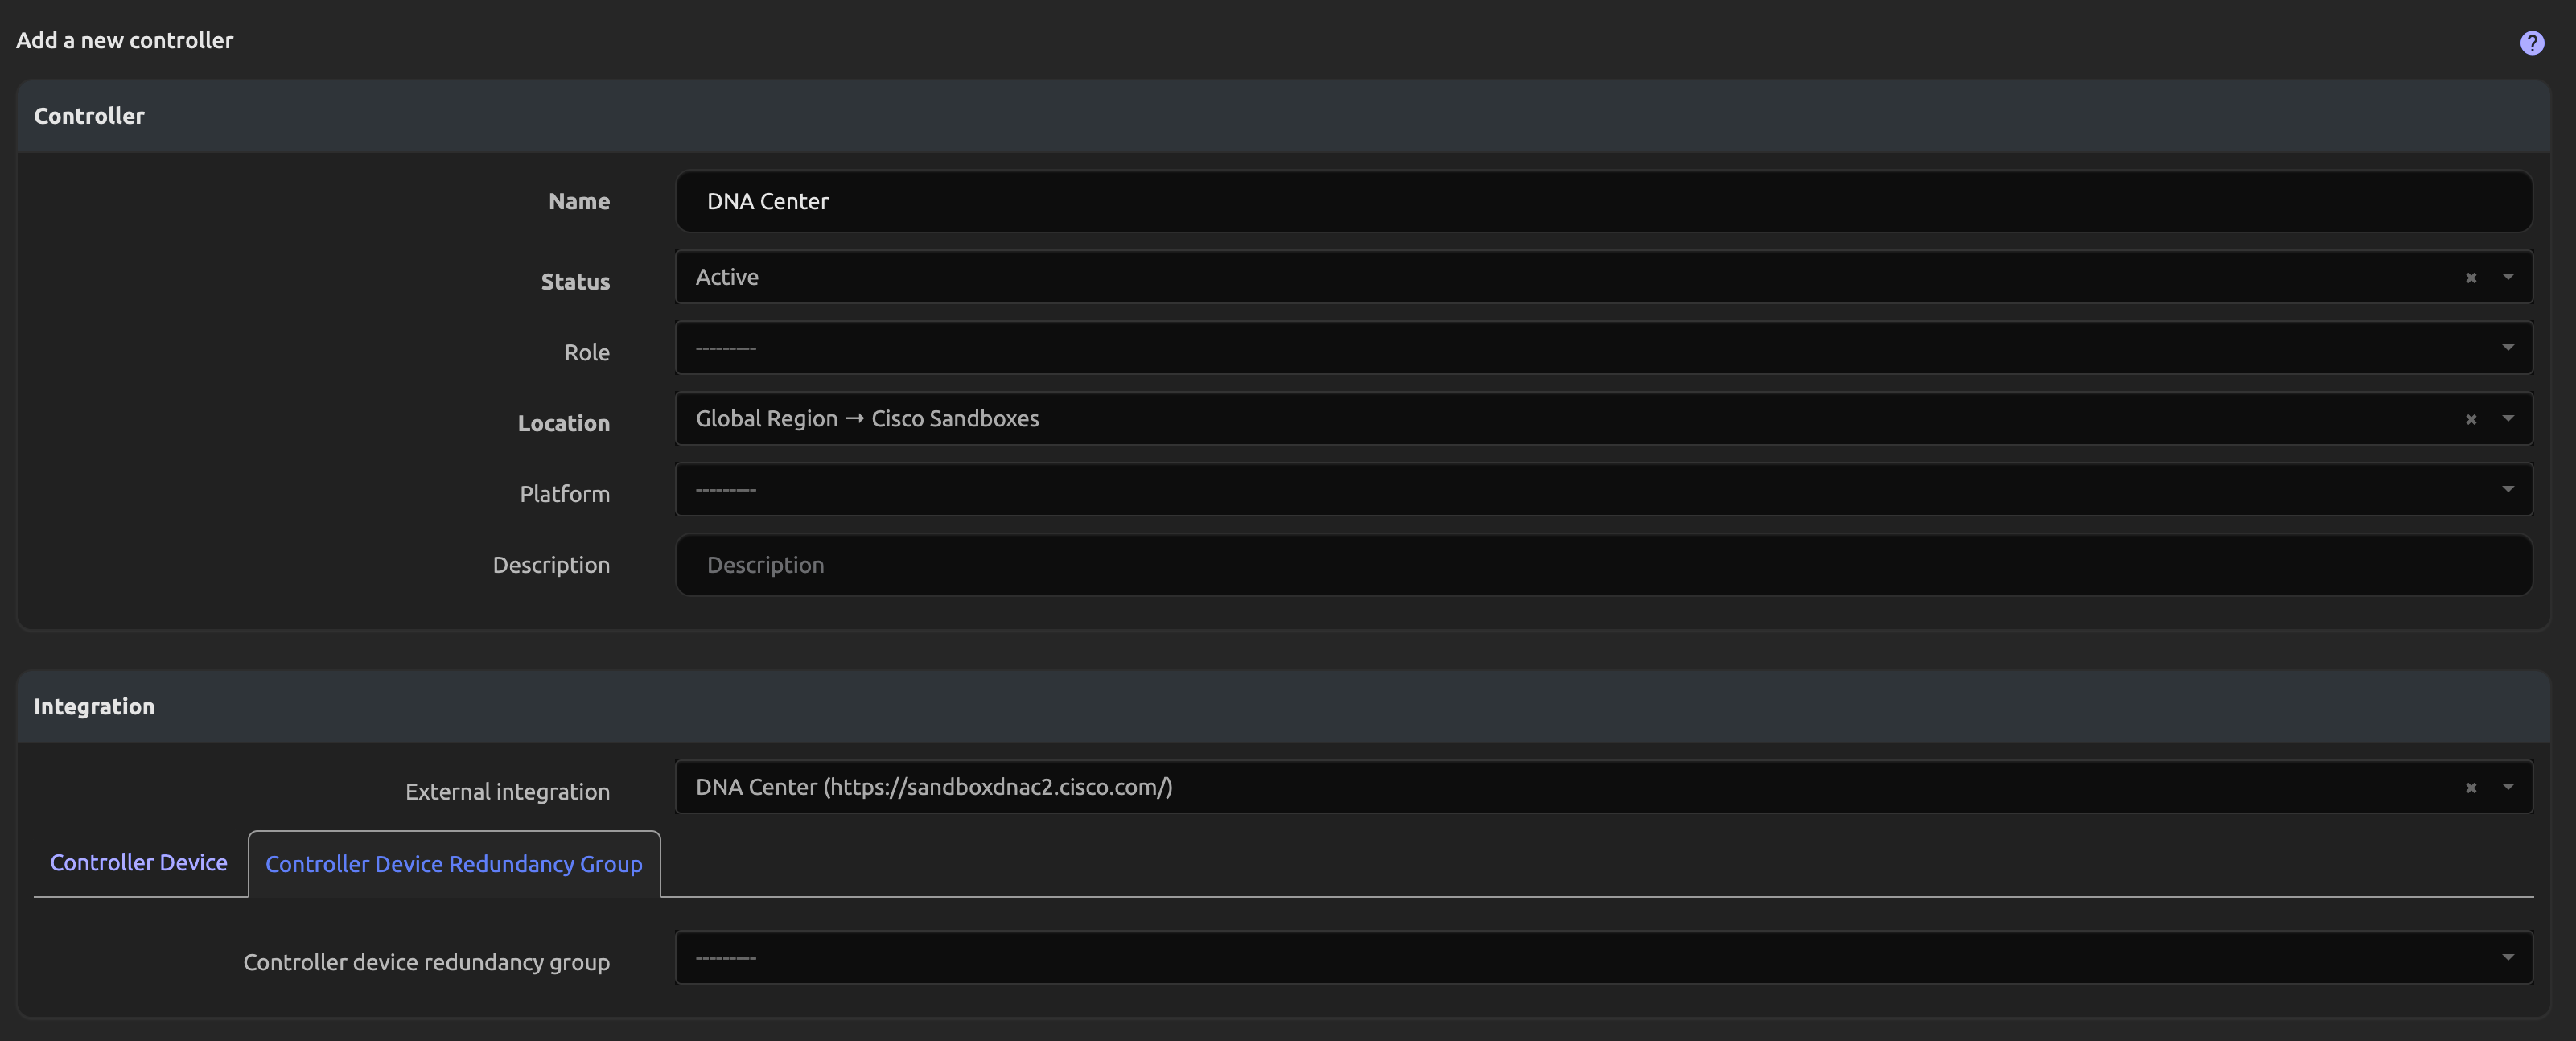 Add a new controller
?
Controller
Name DNA Center
Status Active × 
Role ---------
Location Global Region → Cisco Sandboxes ×
Platform ---------
Description Description
Integration
External integration DNA Center (https://sandboxdnac2.cisco.com/) ×
Controller Device Controller Device Redundancy Group
Controller device redundancy group ---------